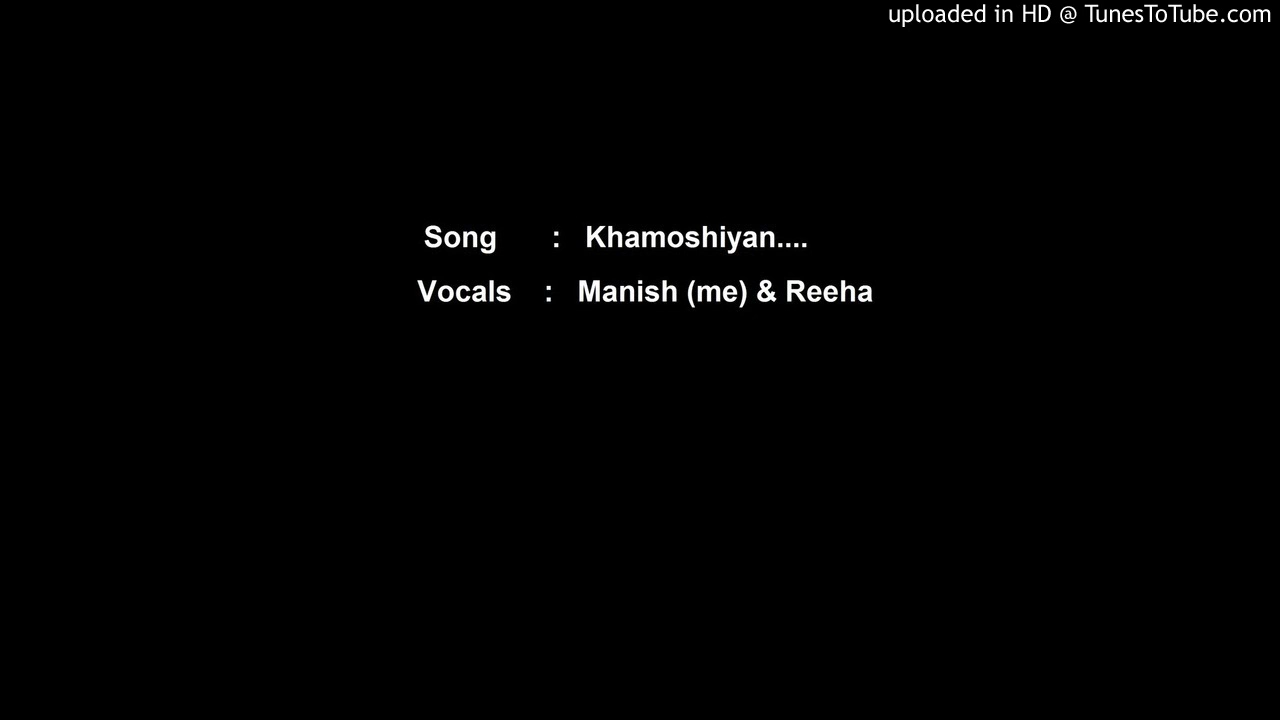 uploaded in HD @ TunesToTube.com
Song : Khamoshiyan....
Vocals : Manish (me) & Reeha